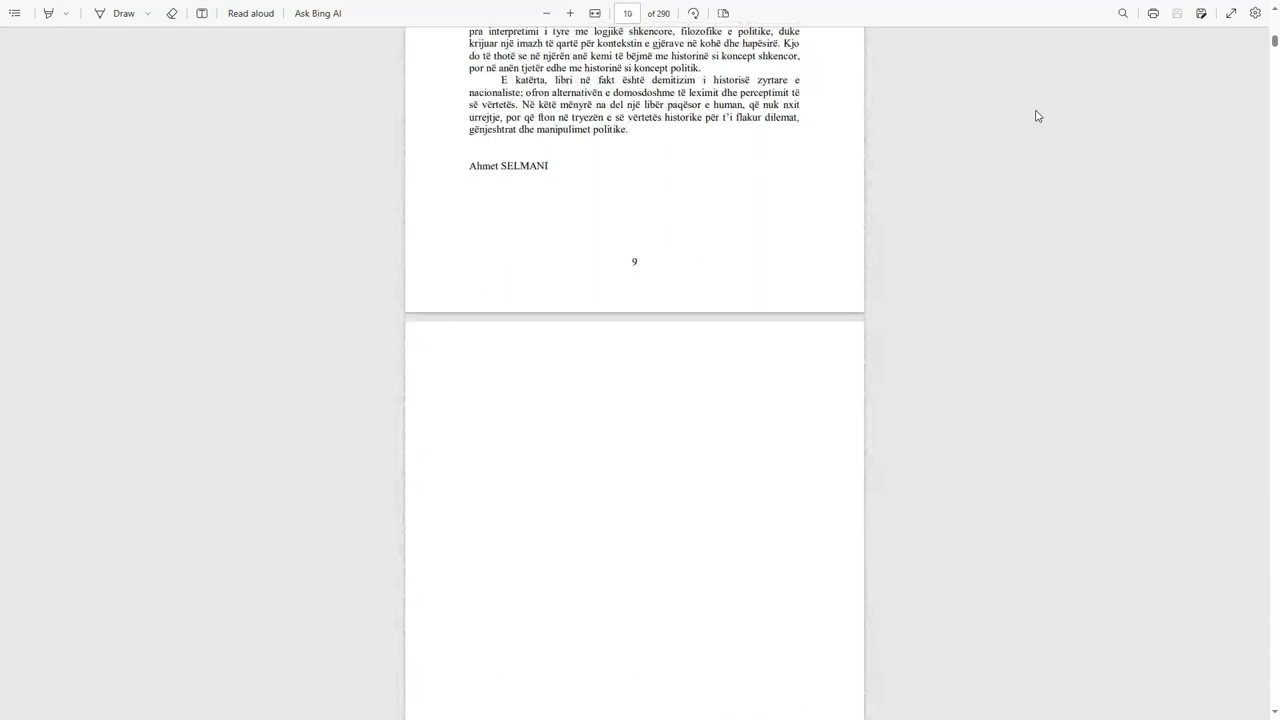 Draw
Read aloud
Ask Bing AI
10 of 290
pra interpretimi i tyre me logjikë shkencore, filozofike e politike, duke
krijuar një imazh të qartë për kontekstin e gjërave në kohë dhe hapësirë. Kjo
do të thotë se në njërën anë kemi të bëjmë me historinë si koncept shkencor,
por në anën tjetër edhe me historinë si koncept politik.
E katërta, libri në fakt është demitizim i historisë zyrtare e
nacionaliste; ofron alternativën e domosdoshme të leximit dhe perceptimit të
së vërtetës. Në këtë mënyrë na del një libër paqësor e human, që nuk nxit
urrejtje, por që fton në tryezën e së vërtetës historike për t’i flakur dilemat,
gënjeshtrat dhe manipulimet politike.
Ahmet SELMANI
9